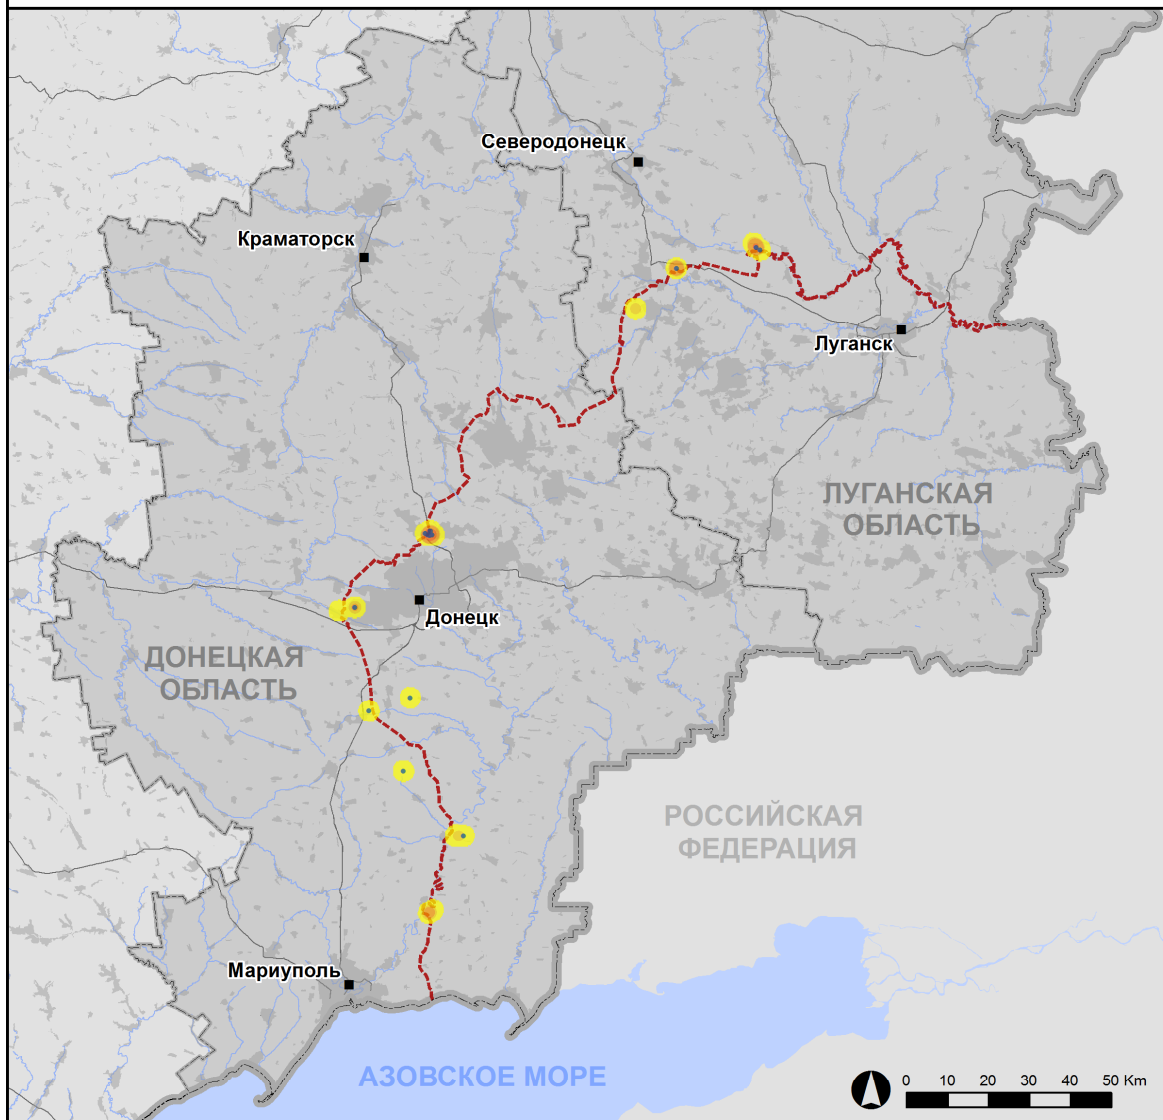 Северодонецк
Краматорск
Луганск
ЛУГАНСКАЯ
ОБЛАСТЬ
Донецк
ДОНЕЦКАЯ
ОБЛАСТЬ
РОССИЙСКАЯ
ФЕДЕРАЦИЯ
Мариуполь
АЗОВСКОЕ МОРЕ
0 10 20 30 40 50 Km